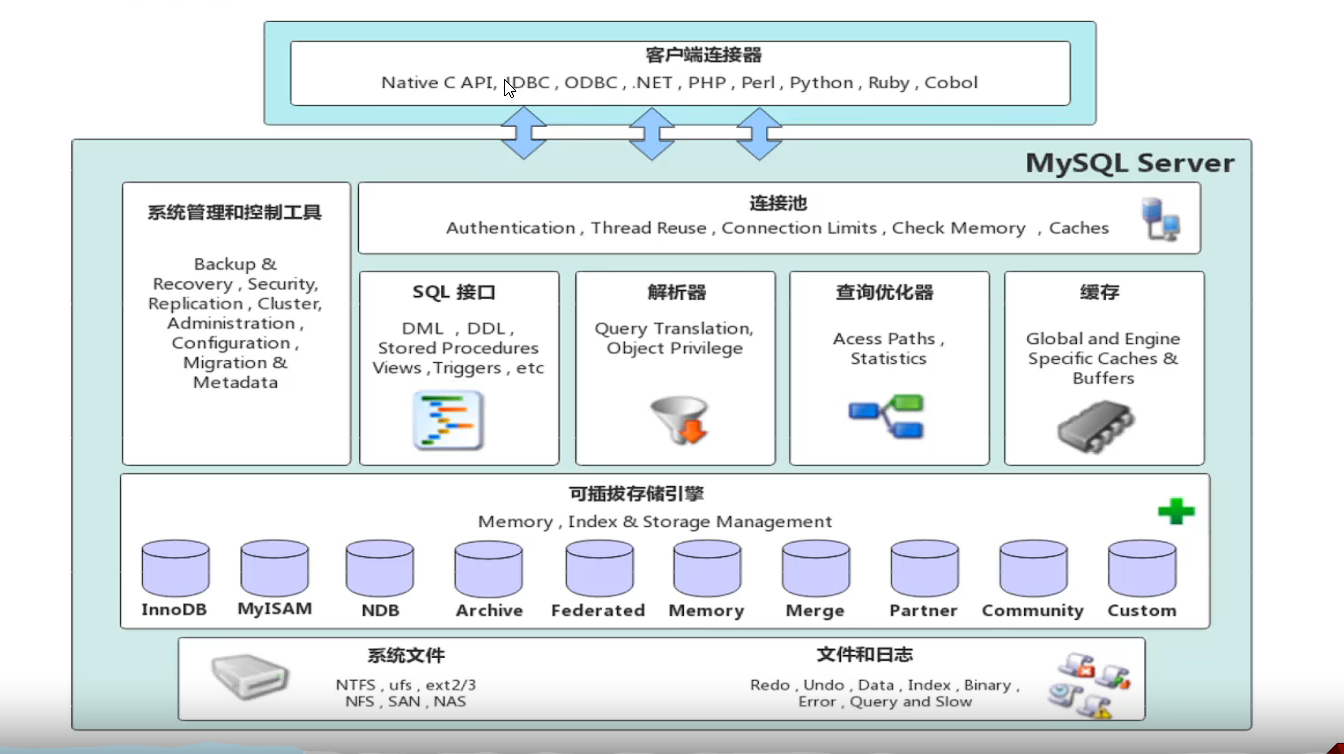 客户端连接器
Native C API, JDBC , ODBC , .NET , PHP , Perl , Python , Ruby , Cobol
MySQL Server
系统管理和控制工具
Backup &
Recovery , Security,
Replication , Cluster,
Administration ,
Configuration ,
Migration &
Metadata
连接池
Authentication , Thread Reuse , Connection Limits , Check Memory , Caches
SQL 接口
DML , DDL ,
Stored Procedures
Views ,Triggers , etc
解析器
Query Translation,
Object Privilege
查询优化器
Acess Paths ,
Statistics
缓存
Global and Engine
Specific Caches &
Buffers
可插拔存储引擎
Memory , Index & Storage Management
InnoDB
MyISAM
NDB
Archive
Federated
Memory
Merge
Partner
Community
Custom
系统文件
NTFS , ufs , ext2/3
NFS , SAN , NAS
文件和日志
Redo , Undo , Data , Index , Binary ,
Error , Query and Slow